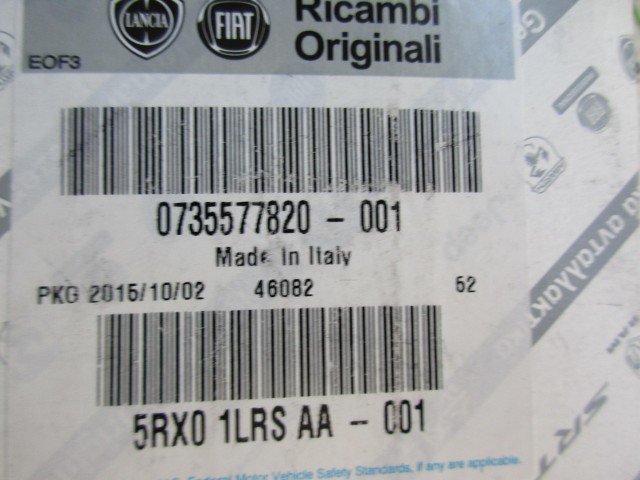 LANCIA FIAT Ricambi
Originali
EOF3
0735577820 - 001
Made In Italy
PKG 2015/10/02 46082 52
5RX0 1LRS AA - 001
Federal Motor Vehicle Safety Standards, if any are applicable.
SRT